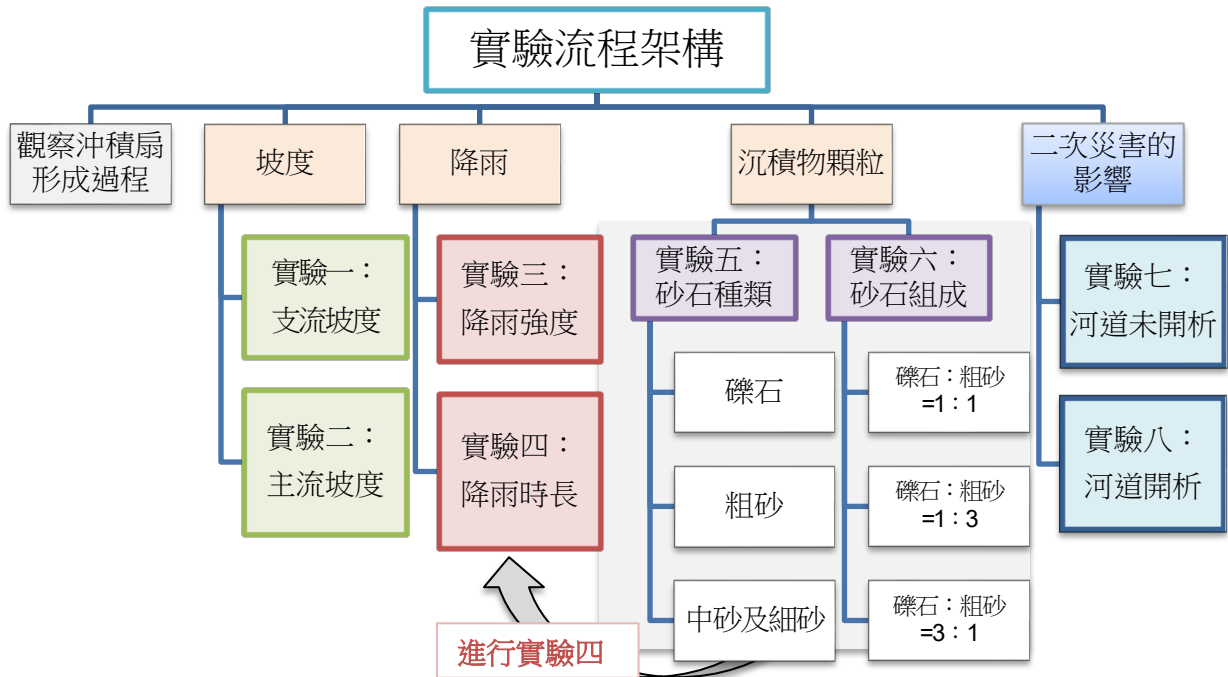 實驗流程架構
觀察沖積扇
形成過程
坡度
降雨
沉積物顆粒
二次災害的
影響
實驗一：
支流坡度
實驗二：
主流坡度
實驗三：
降雨強度
實驗四：
降雨時長
實驗五：
砂石種類
礫石
粗砂
中砂及細砂
實驗六：
砂石組成
礫石：粗砂
=1：1
礫石：粗砂
=1：3
礫石：粗砂
=3：1
實驗七：
河道未開析
實驗八：
河道開析
進行實驗四